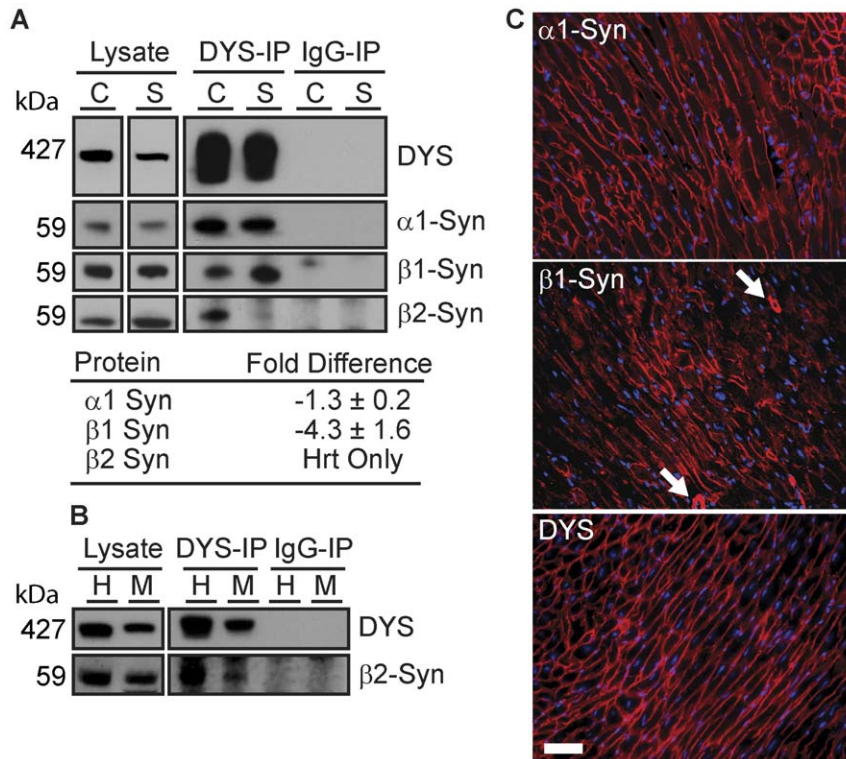 A
Lysate DYS-IP IgG-IP
kDa C S C S C S
427 DYS
59 α1-Syn
59 β1-Syn
59 β2-Syn
Protein Fold Difference
α1 Syn -1.3 ± 0.2
β1 Syn -4.3 ± 1.6
β2 Syn Hrt Only
B
Lysate DYS-IP IgG-IP
kDa H M H M H M
427 DYS
59 β2-Syn
C
α1-Syn
β1-Syn
DYS